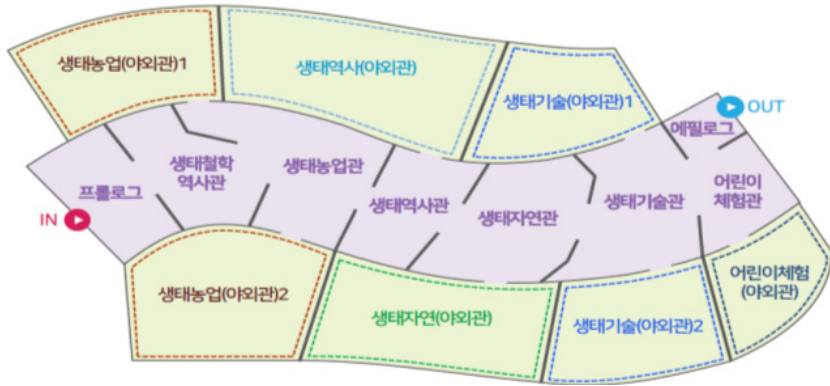 생태농업(야외관)1
생태역사(야외관)
생태기술(야외관)1
OUT
에필로그
생태철학
역사관
생태농업관
프롤로그
생태역사관
생태자연관
생태기술관
어린이
체험관
IN
생태농업(야외관)2
생태자연(야외관)
생태기술(야외관)2
어린이체험
(야외관)